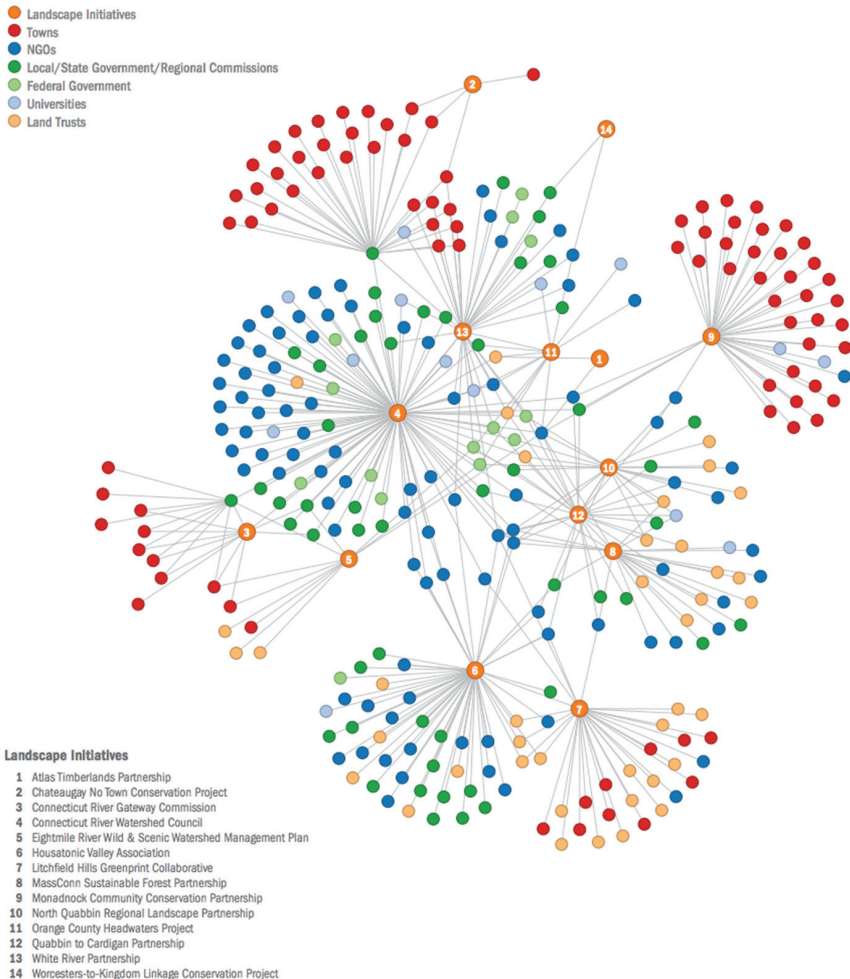 Landscape Initiatives
Towns
NGOs
Local/State Government/Regional Commissions
Federal Government
Universities
Land Trusts
2
14
9
13
11
1
4
10
12
3
8
5
6
7
Landscape Initiatives
1 Atlas Timberlands Partnership
2 Chateaugay No Town Conservation Project
3 Connecticut River Gateway Commission
4 Connecticut River Watershed Council
5 Eightmile River Wild & Scenic Watershed Management Plan
6 Housatonic Valley Association
7 Litchfield Hills Greenprint Collaborative
8 MassConn Sustainable Forest Partnership
9 Monadnock Community Conservation Partnership
10 North Quabbin Regional Landscape Partnership
11 Orange County Headwaters Project
12 Quabbin to Cardigan Partnership
13 White River Partnership
14 Worcesters-to-Kingdom Linkage Conservation Project